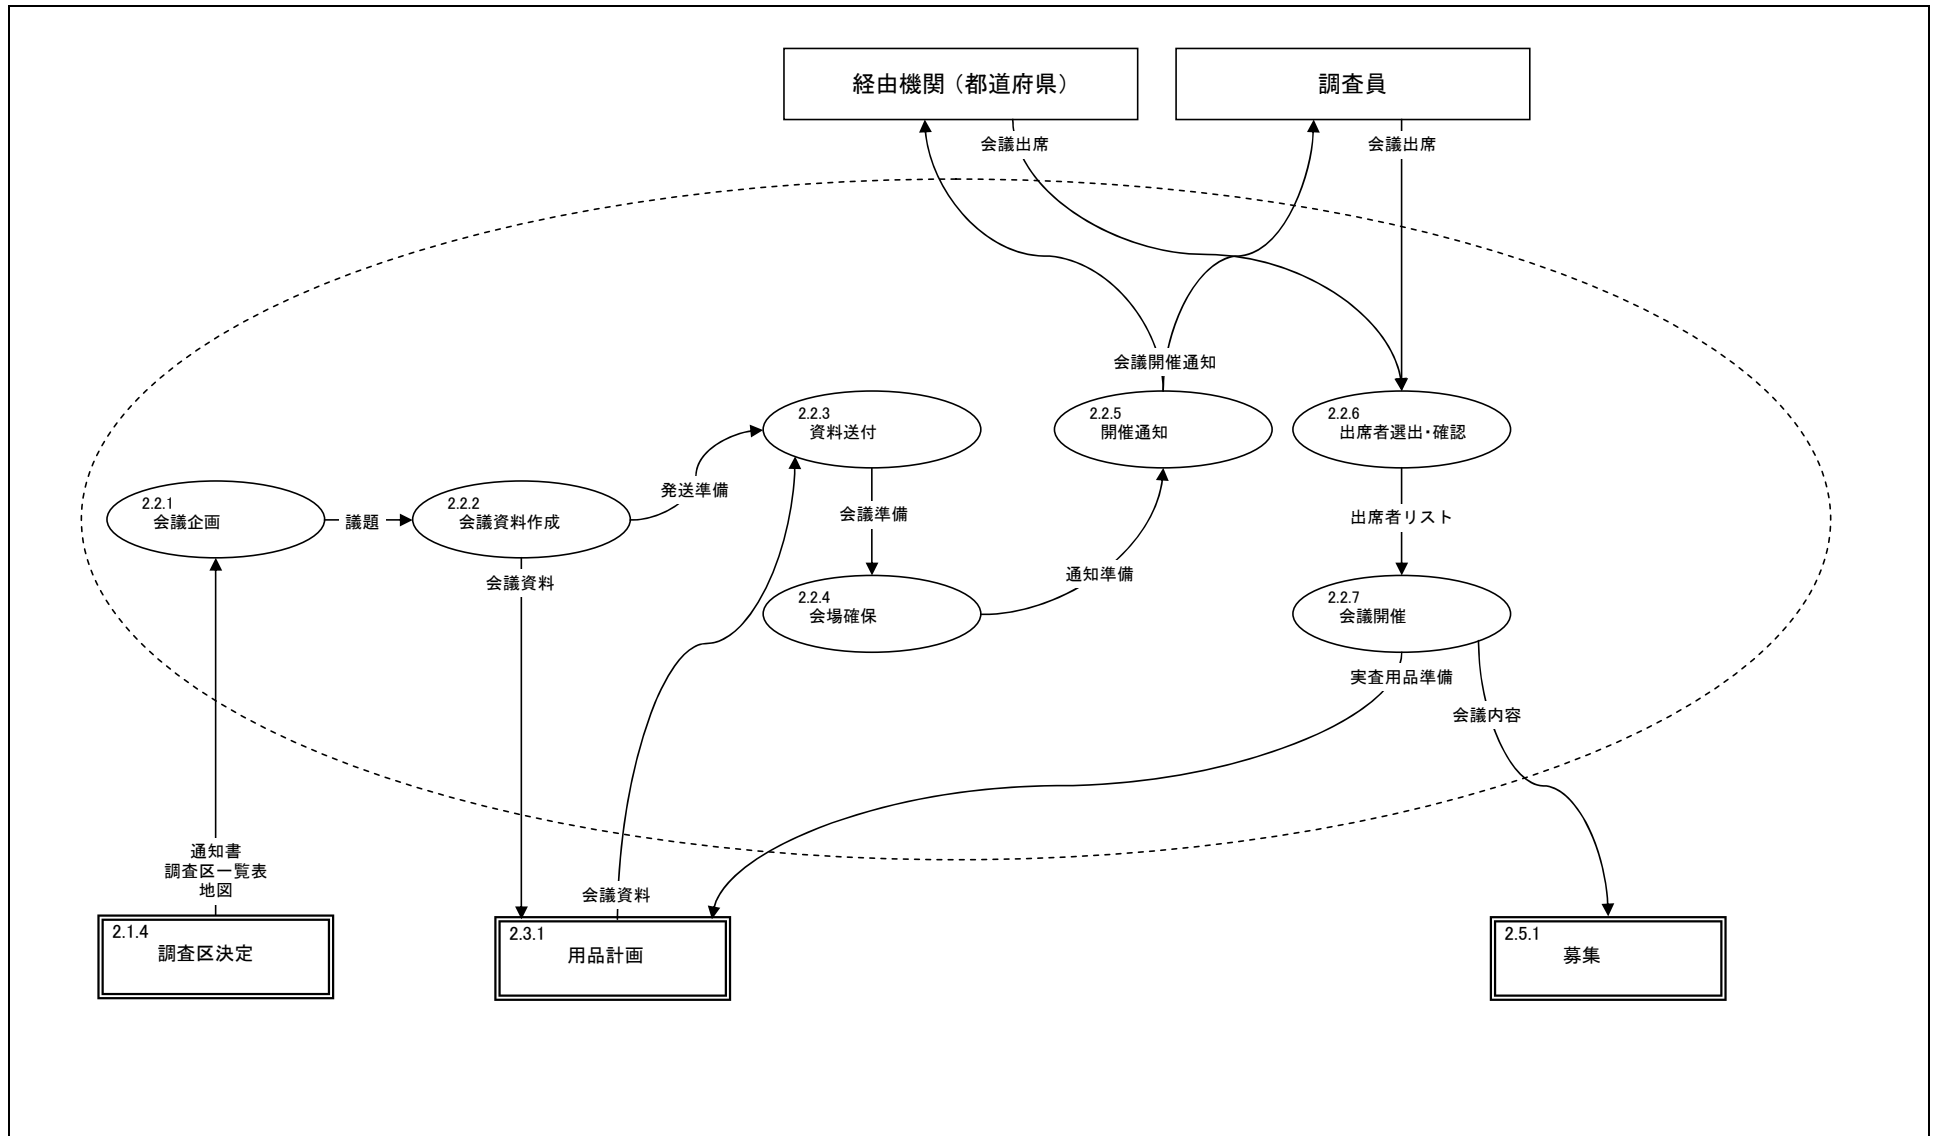 経由機関（都道府県）
調査員
会議出席
会議出席
会議開催通知
2.2.3
資料送付
2.2.5
開催通知
2.2.6
出席者選出・確認
2.2.1
会議企画
議題
2.2.2
会議資料作成
発送準備
会議準備
出席者リスト
会議資料
2.2.4
会場確保
通知準備
2.2.7
会議開催
実査用品準備
会議内容
通知書
調査区一覧表
地図
会議資料
2.1.4
調査区決定
2.3.1
用品計画
2.5.1
募集